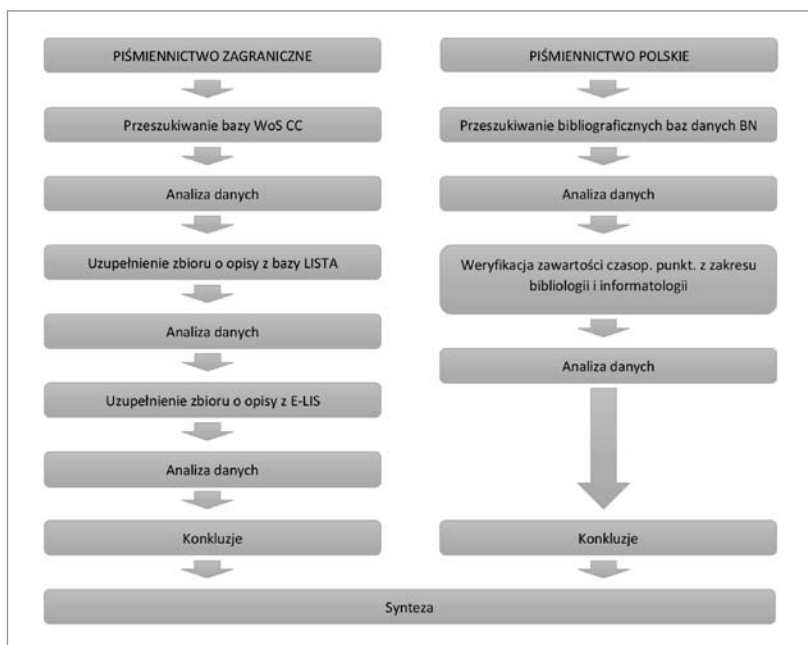 PIŚMIENNICTWO ZAGRANICZNE
Przeszukiwanie bazy WoS CC
Analiza danych
Uzupełnienie zbioru o opisy z bazy LISTA
Analiza danych
Uzupełnienie zbioru o opisy z E-LIS
Analiza danych
Konkluzje
PIŚMIENNICTWO POLSKIE
Przeszukiwanie bibliograficznych baz danych BN
Analiza danych
Weryfikacja zawartości czasop. punkt. z zakresu
bibliologii i informatologii
Analiza danych
Konkluzje
Synteza